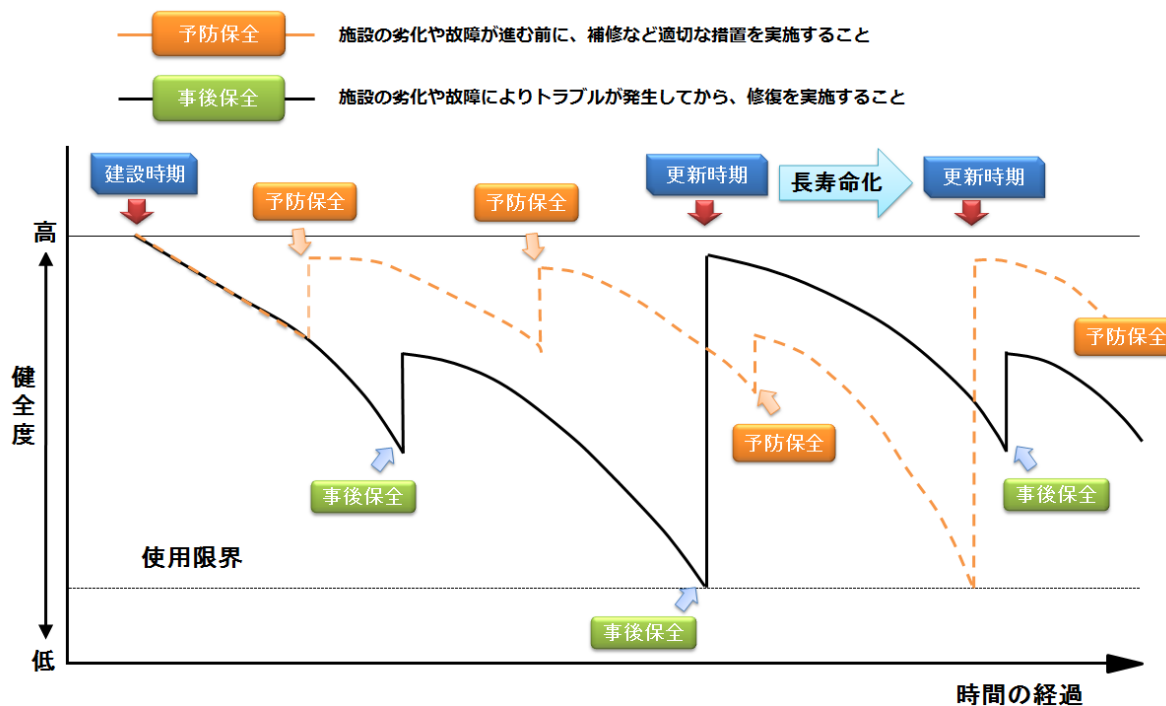 予防保全
施設の劣化や故障が進む前に、補修など適切な措置を実施すること
事後保全
施設の劣化や故障によりトラブルが発生してから、修復を実施すること
建設時期
予防保全
予防保全
更新時期
長寿命化
更新時期
高
予防保全
健全度
予防保全
事後保全
事後保全
使用限界
事後保全
低
時間の経過